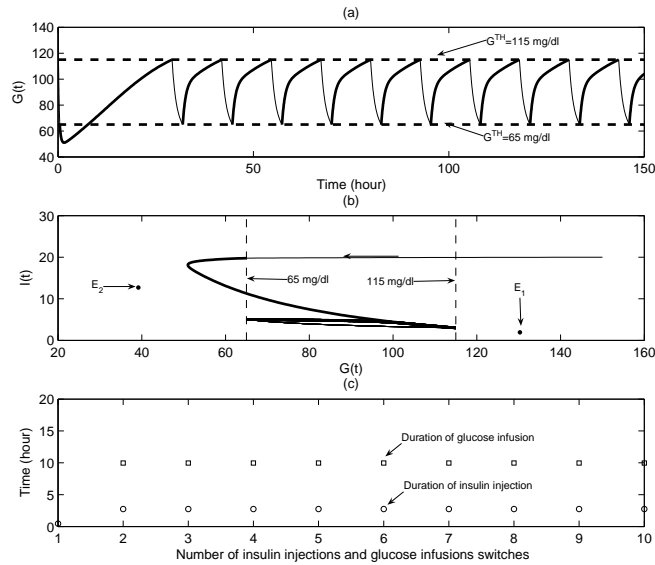 (a)
140
120
100
80
60
40
G(t)
G^TH=115 mg/dl
G^TH=65 mg/dl
0 50 100 150
Time (hour)
(b)
30
20
10
0
I(t)
E_2
65 mg/dl
115 mg/dl
E_1
20 40 60 80 100 120 140 160
G(t)
(c)
20
15
10
5
0
Time (hour)
Duration of glucose infusion
Duration of insulin injection
1 2 3 4 5 6 7 8 9 10
Number of insulin injections and glucose infusions switches